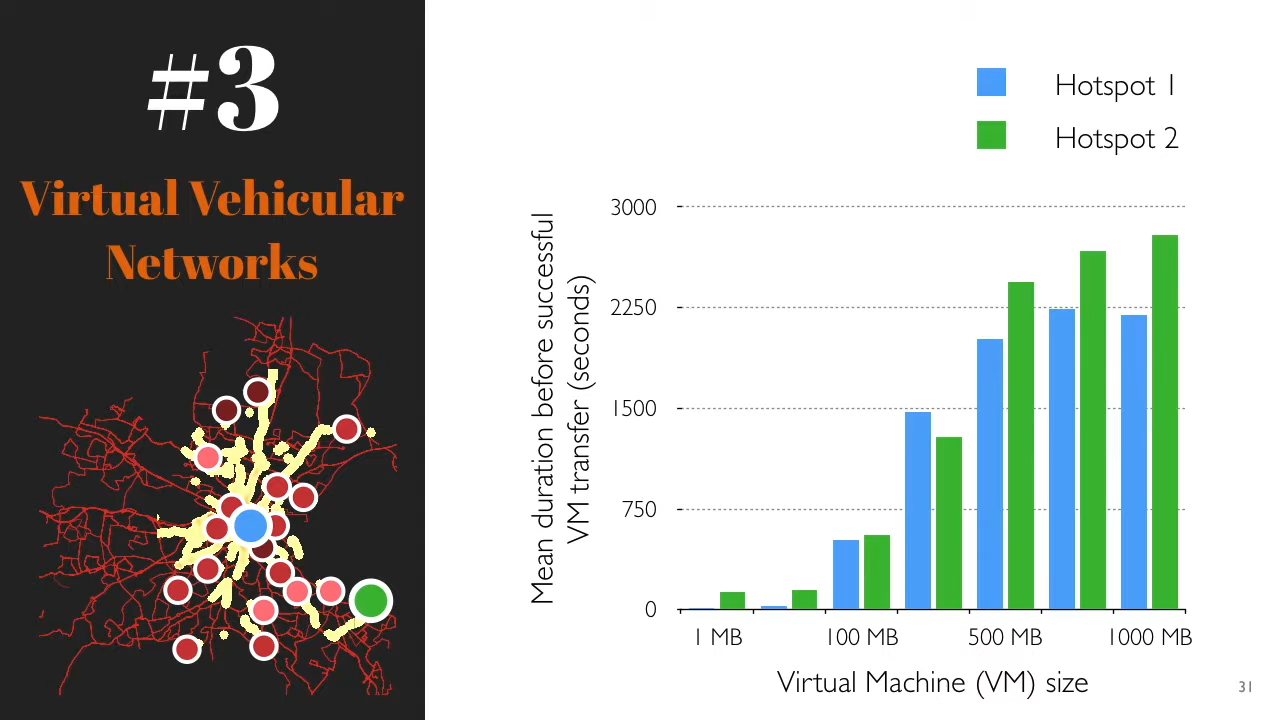 #3
Virtual Vehicular
Networks
Hotspot 1
Hotspot 2
Mean duration before successful
VM transfer (seconds)
3000
2250
1500
750
0
1 MB
100 MB
500 MB
1000 MB
Virtual Machine (VM) size
31